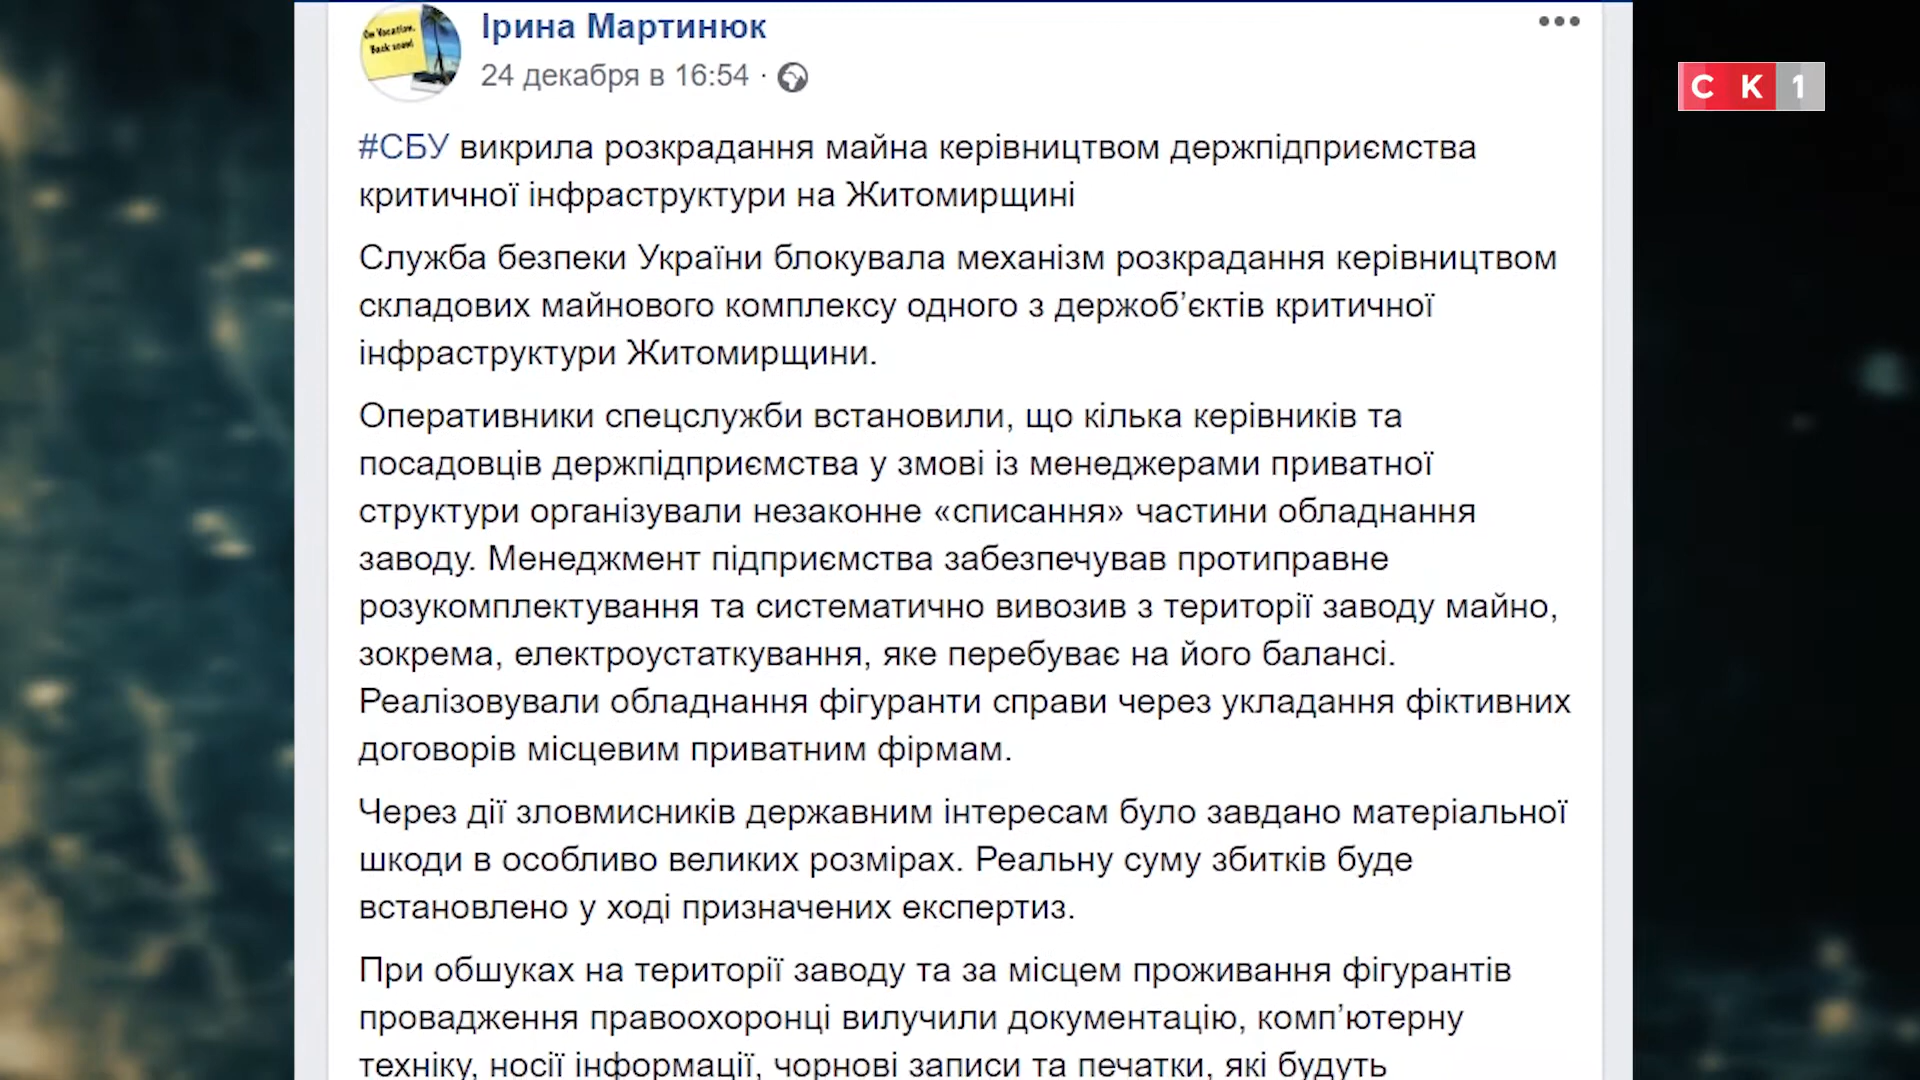 On Vacation.
Back soon!
Ірина Мартинюк
24 декабря в 16:54 ·
СК1
#СБУ викрила розкрадання майна керівництвом держпідприємства
критичної інфраструктури на Житомирщині
Служба безпеки України блокувала механізм розкрадання керівництвом
складових майнового комплексу одного з держоб’єктів критичної
інфраструктури Житомирщини.
Оперативники спецслужби встановили, що кілька керівників та
посадовців держпідприємства у змові із менеджерами приватної
структури організували незаконне «списання» частини обладнання
заводу. Менеджмент підприємства забезпечував протиправне
розукомплектування та систематично вивозив з території заводу майно,
зокрема, електроустаткування, яке перебуває на його балансі.
Реалізовували обладнання фігуранти справи через укладання фіктивних
договорів місцевим приватним фірмам.
Через дії зловмисників державним інтересам було завдано матеріальної
шкоди в особливо великих розмірах. Реальну суму збитків буде
встановлено у ході призначених експертиз.
При обшуках на території заводу та за місцем проживання фігурантів
провадження правоохоронці вилучили документацію, комп’ютерну
техніку, носії інформації, чорнові записи та печатки, які будуть